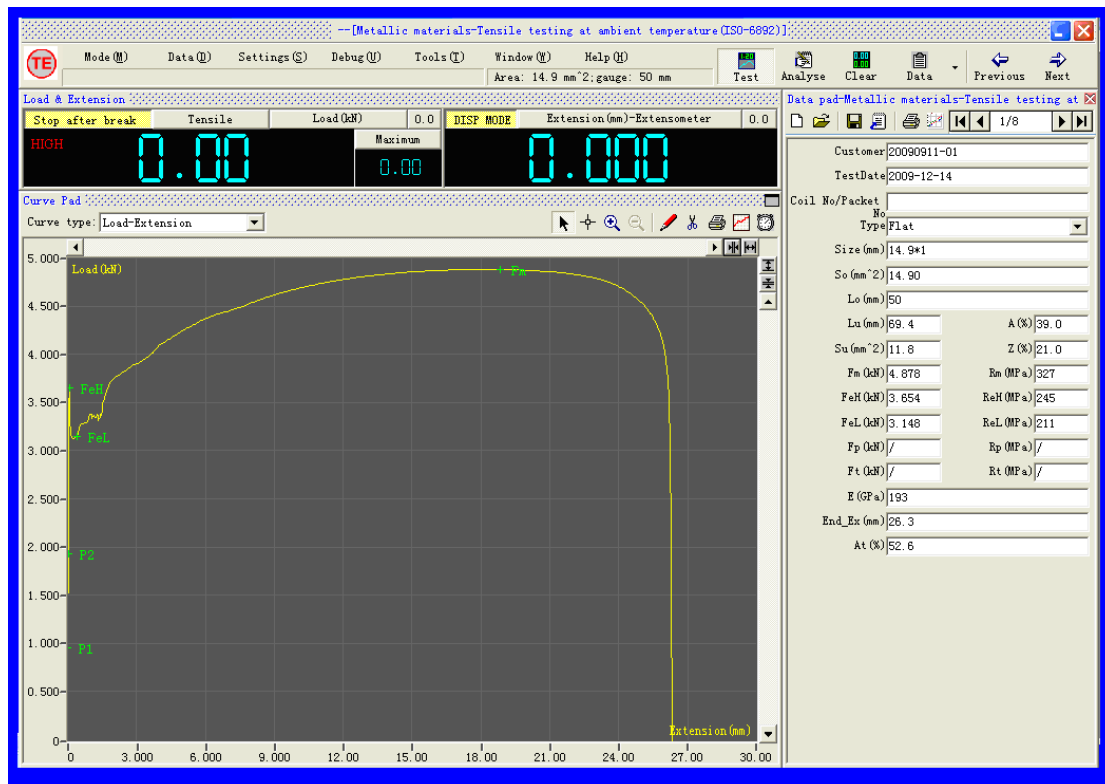 --[Metallic materials-Tensile testing at ambient temperature(ISO-6892)]
TE
Mode(M) Data(D) Settings(S) Debug(U) Tools(T) Window(W) Help(H)
Area: 14.9 mm^2;gauge: 50 mm
Test Analyse Clear Data Previous Next
Load & Extension
Stop after break Tensile Load(kN) 0.0 DISP MODE Extension(mm)-Extensometer 0.0
HIGH 0.00 Maximum 0.00 0.000
Curve Pad
Curve type: Load-Extension
Load(kN)
5.000
4.500
4.000
3.500
3.000
2.500
2.000
1.500
1.000
0.500
0
Fm
FeH
FeL
P2
P1
Extension(mm)
0 3.000 6.000 9.000 12.00 15.00 18.00 21.00 24.00 27.00 30.00
Data pad-Metallic materials-Tensile testing at
1/8
Customer 20090911-01
TestDate 2009-12-14
Coil No/Packet No
Type Flat
Size(mm) 14.9*1
So(mm^2) 14.90
Lo(mm) 50
Lu(mm) 69.4 A(%) 39.0
Su(mm^2) 11.8 Z(%) 21.0
Fm(kN) 4.878 Rm(MPa) 327
FeH(kN) 3.654 ReH(MPa) 245
FeL(kN) 3.148 ReL(MPa) 211
Fp(kN) / Rp(MPa) /
Ft(kN) / Rt(MPa) /
E(GPa) 193
End_Ex(mm) 26.3
At(%) 52.6